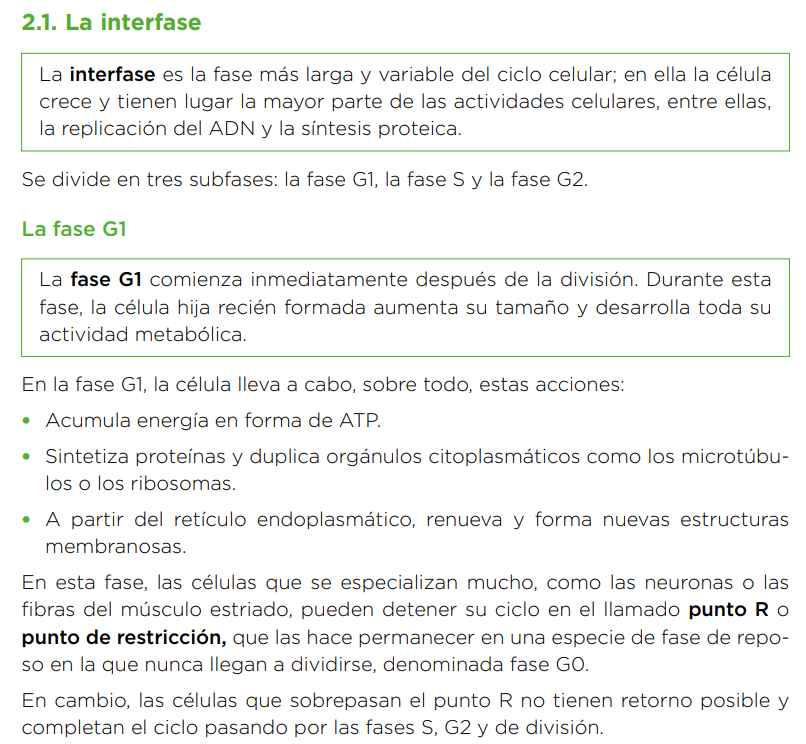 2.1. La interfase
La interfase es la fase más larga y variable del ciclo celular; en ella la célula
crece y tienen lugar la mayor parte de las actividades celulares, entre ellas,
la replicación del ADN y la síntesis proteica.
Se divide en tres subfases: la fase G1, la fase S y la fase G2.
La fase G1
La fase G1 comienza inmediatamente después de la división. Durante esta
fase, la célula hija recién formada aumenta su tamaño y desarrolla toda su
actividad metabólica.
En la fase G1, la célula lleva a cabo, sobre todo, estas acciones:
• Acumula energía en forma de ATP.
• Sintetiza proteínas y duplica orgánulos citoplasmáticos como los microtúbu-
los o los ribosomas.
• A partir del retículo endoplasmático, renueva y forma nuevas estructuras
membranosas.
En esta fase, las células que se especializan mucho, como las neuronas o las
fibras del músculo estriado, pueden detener su ciclo en el llamado punto R o
punto de restricción, que las hace permanecer en una especie de fase de repo-
so en la que nunca llegan a dividirse, denominada fase G0.
En cambio, las células que sobrepasan el punto R no tienen retorno posible y
completan el ciclo pasando por las fases S, G2 y de división.